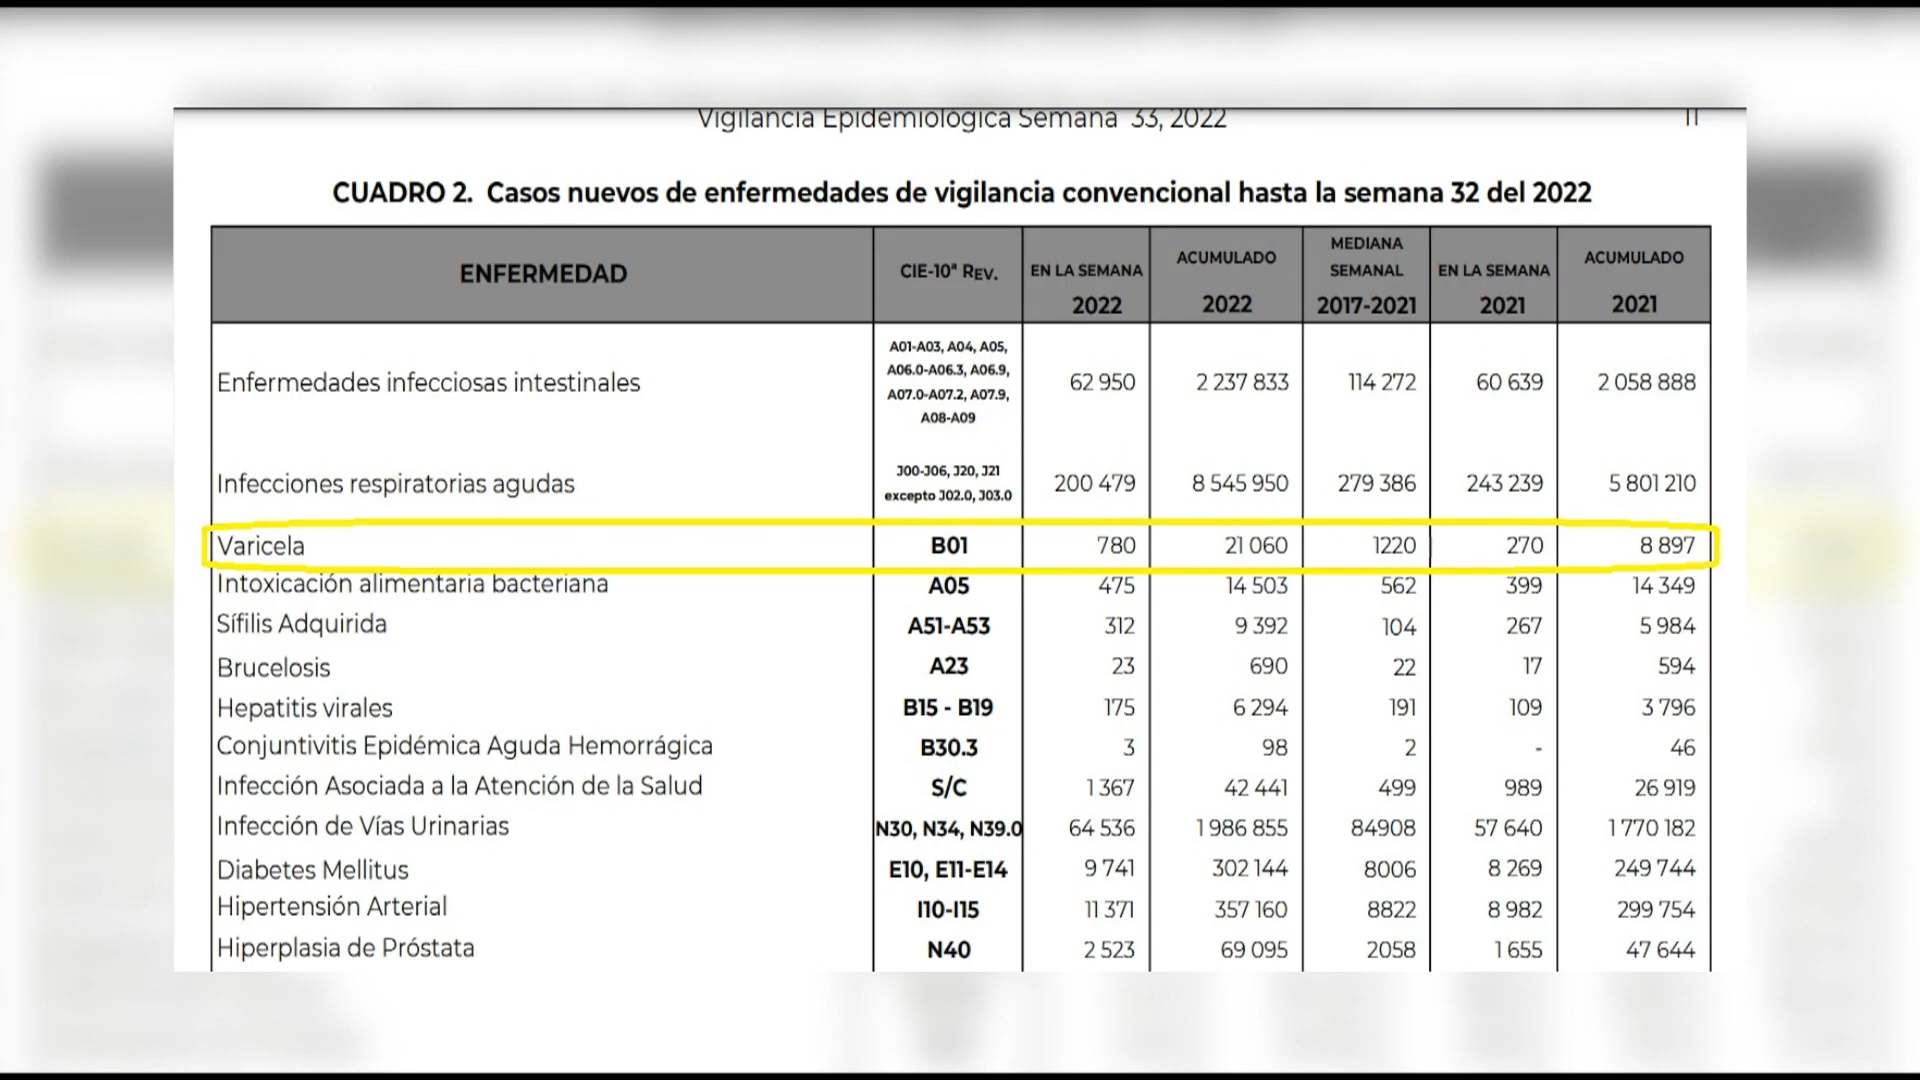 Vigilancia Epidemiológica Semana 33, 2022 11
CUADRO 2. Casos nuevos de enfermedades de vigilancia convencional hasta la semana 32 del 2022
ENFERMEDAD CIE-10ª REV. EN LA SEMANA 2022 ACUMULADO 2022 MEDIANA SEMANAL 2017-2021 EN LA SEMANA 2021 ACUMULADO 2021
Enfermedades infecciosas intestinales A01-A03, A04, A05, A06.0-A06.3, A06.9, A07.0-A07.2, A07.9, A08-A09 62 950 2 237 833 114 272 60 639 2 058 888
Infecciones respiratorias agudas J00-J06, J20, J21 excepto J02.0, J03.0 200 479 8 545 950 279 386 243 239 5 801 210
Varicela B01 780 21 060 1220 270 8 897
Intoxicación alimentaria bacteriana A05 475 14 503 562 399 14 349
Sífilis Adquirida A51-A53 312 9 392 104 267 5 984
Brucelosis A23 23 690 22 17 594
Hepatitis virales B15 - B19 175 6 294 191 109 3 796
Conjuntivitis Epidémica Aguda Hemorrágica B30.3 3 98 2 - 46
Infección Asociada a la Atención de la Salud S/C 1 367 42 441 499 989 26 919
Infección de Vías Urinarias N30, N34, N39.0 64 536 1 986 855 84908 57 640 1 770 182
Diabetes Mellitus E10, E11-E14 9 741 302 144 8006 8 269 249 744
Hipertensión Arterial I10-I15 11 371 357 160 8822 8 982 299 754
Hiperplasia de Próstata N40 2 523 69 095 2058 1 655 47 644